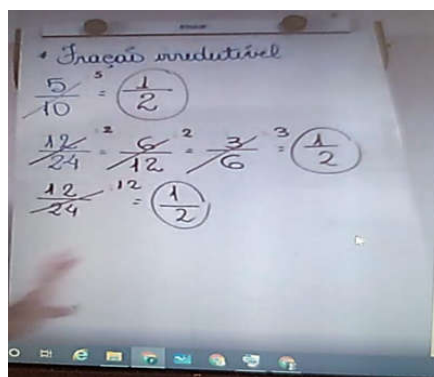 • Fração irredutível
5/10 :5 = 1/2
12/24 :2 = 6/12 :2 = 3/6 :3 = 1/2
12/24 :12 = 1/2